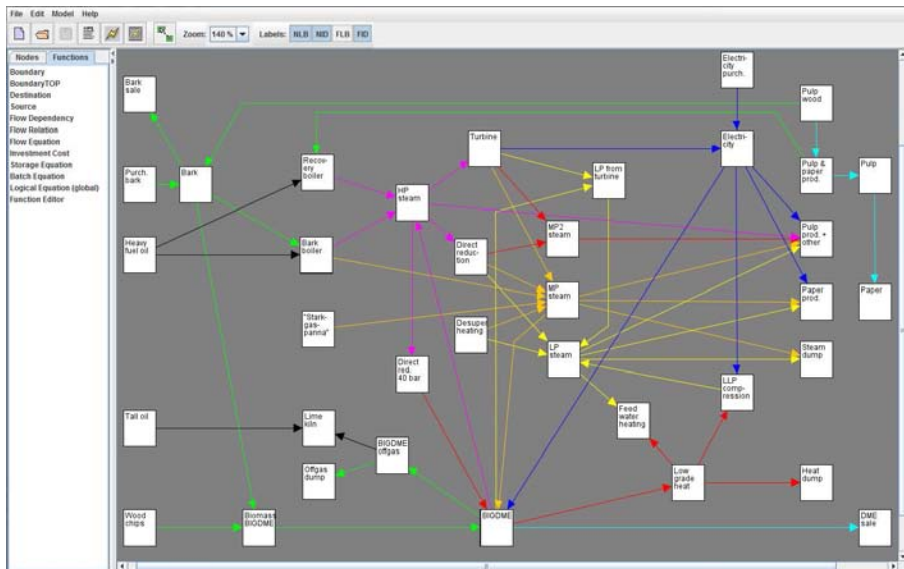 File Edit Model Help
Zoom: 140 % Labels: NLB NID FLB FID
Nodes Functions
Boundary
BoundaryTOP
Destination
Source
Flow Dependency
Flow Relation
Flow Equation
Investment Cost
Storage Equation
Batch Equation
Logical Equation (global)
Function Editor
Electri-
city
purch.
Bark
sale
Pulp
wood
Turbine
Electri-
city
Recov-
ery
boiler
Pulp &
paper
prod.
Pulp
Purch.
bark
Bark
LP from
turbine
HP
steam
Heavy
fuel oil
Bark
boiler
Direct
reduc-
tion
MP2
steam
Pulp
prod. +
other
MP
steam
Paper
prod.
Paper
"Stark-
gas-
panna"
Desuper
heating
LP
steam
Steam
dump
Direct
red.
40 bar
LLP
com-
pression
Tall oil
Lime
kiln
Feed
water
heating
BIGDME
offgas
Offgas
dump
Low
grade
heat
Heat
dump
Wood
chips
Biomass
BIGDME
BIGDME
DME
sale